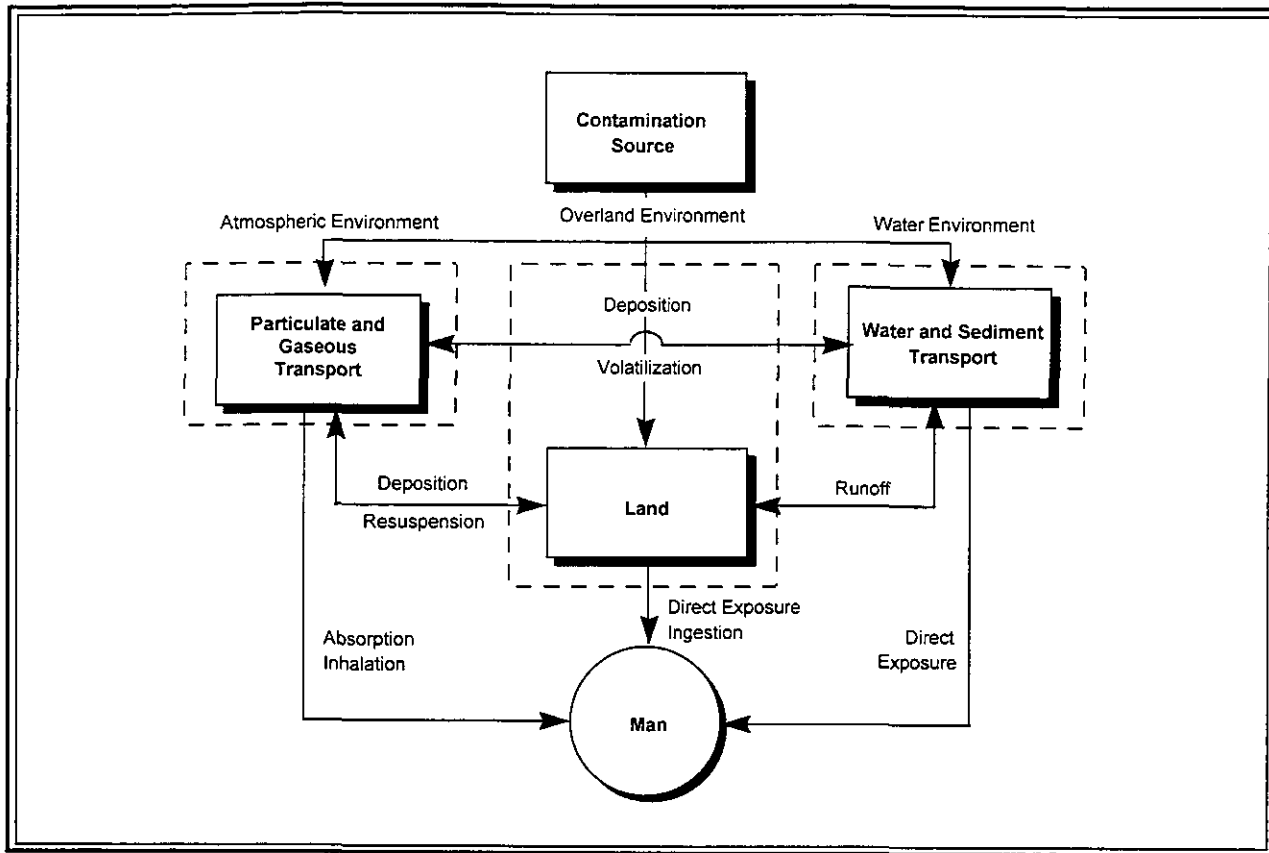 Contamination
Source
Atmospheric Environment
Overland Environment
Water Environment
Particulate and
Gaseous
Transport
Deposition
Volatilization
Water and Sediment
Transport
Deposition
Resuspension
Land
Runoff
Absorption
Inhalation
Direct Exposure
Ingestion
Direct
Exposure
Man